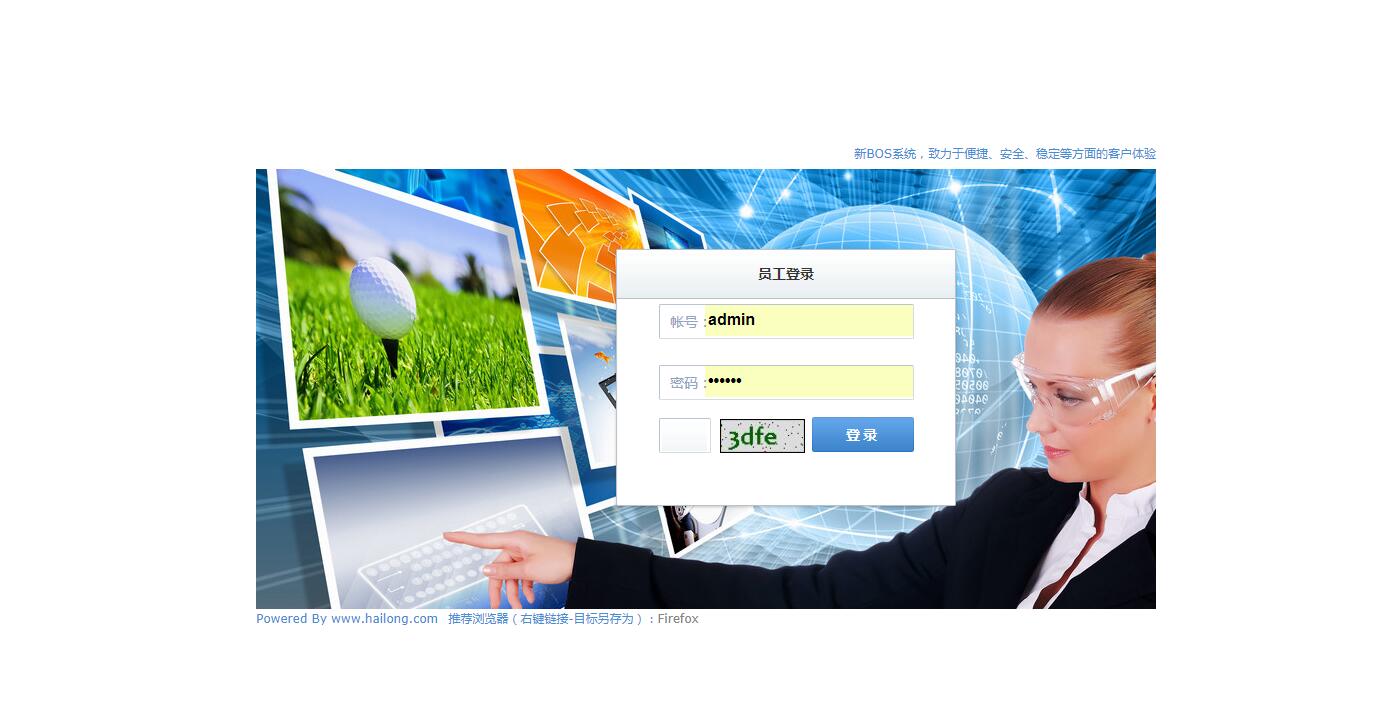 新BOS系统，致力于便捷、安全、稳定等方面的客户体验
员工登录
帐号：admin
密码：••••••
3dfe 登录
Powered By www.hailong.com 推荐浏览器（右键链接-目标另存为）：Firefox